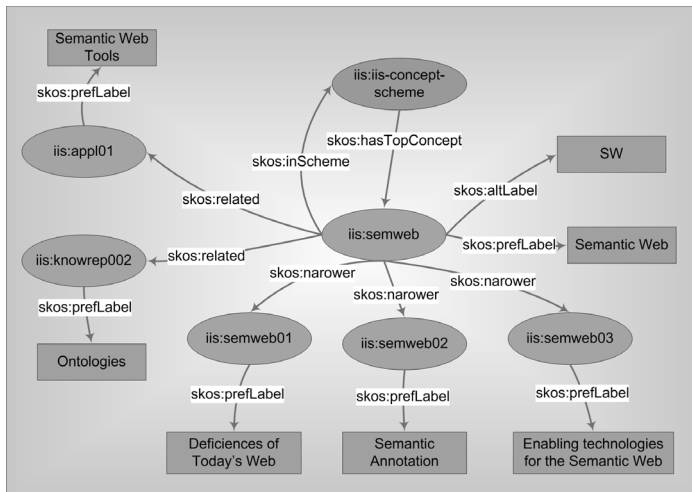 Semantic Web
Tools
skos:prefLabel
iis:appl01
iis:iis-concept-
scheme
skos:hasTopConcept
skos:inScheme
SW
skos:altLabel
skos:related
iis:semweb
skos:prefLabel
Semantic Web
iis:knowrep002
skos:related
skos:narower
skos:narower
skos:narower
skos:prefLabel
Ontologies
iis:semweb01
iis:semweb02
iis:semweb03
skos:prefLabel
skos:prefLabel
skos:prefLabel
Deficiences of
Today's Web
Semantic
Annotation
Enabling technologies
for the Semantic Web